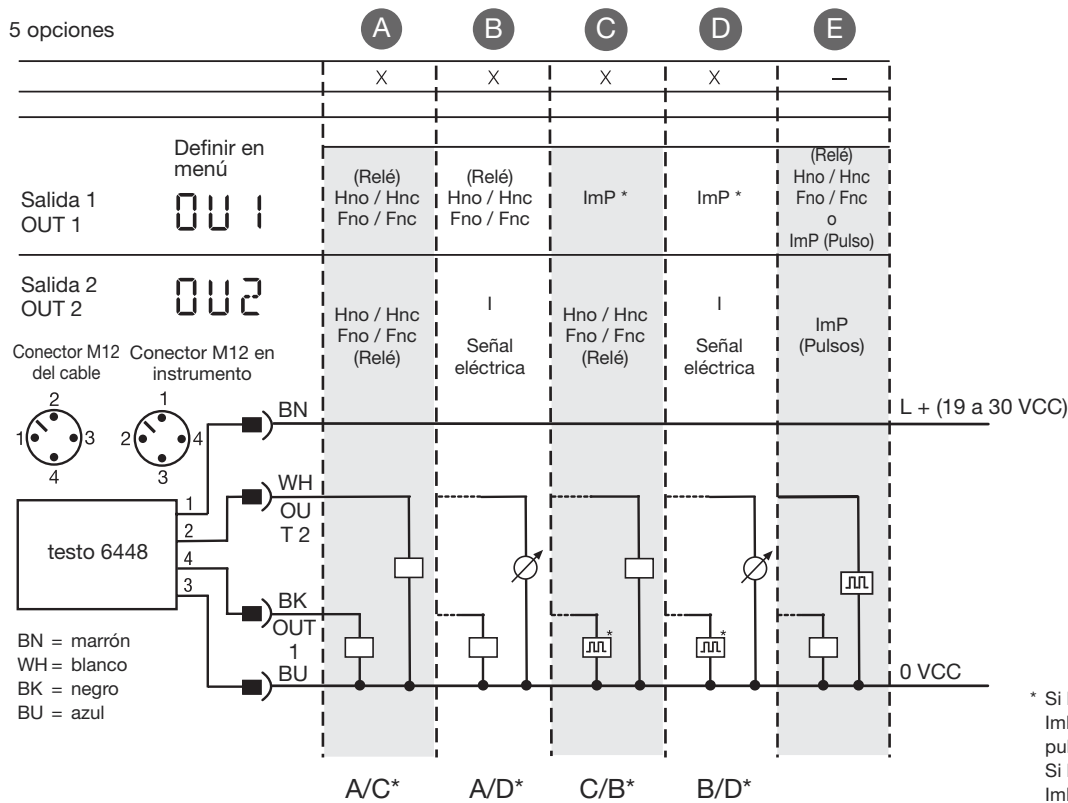 5 opciones
A B C D E
X X X X –
Definir en
menú
Salida 1
OUT 1
OU1
(Relé)
Hno / Hnc
Fno / Fnc
(Relé)
Hno / Hnc
Fno / Fnc
ImP *
ImP *
(Relé)
Hno / Hnc
Fno / Fnc
o
ImP (Pulso)
Salida 2
OUT 2
OU2
Hno / Hnc
Fno / Fnc
(Relé)
I
Señal
eléctrica
Hno / Hnc
Fno / Fnc
(Relé)
I
Señal
eléctrica
ImP
(Pulsos)
Conector M12
del cable
2
1 3
4
Conector M12 en
instrumento
1
2 4
3
BN
L + (19 a 30 VCC)
WH
OU
T 2
testo 6448
1
2
4
3
BK
OUT
1
BU
0 VCC
*
*
BN = marrón
WH = blanco
BK = negro
BU = azul
A/C* A/D* C/B* B/D*
* Si
pul
Si